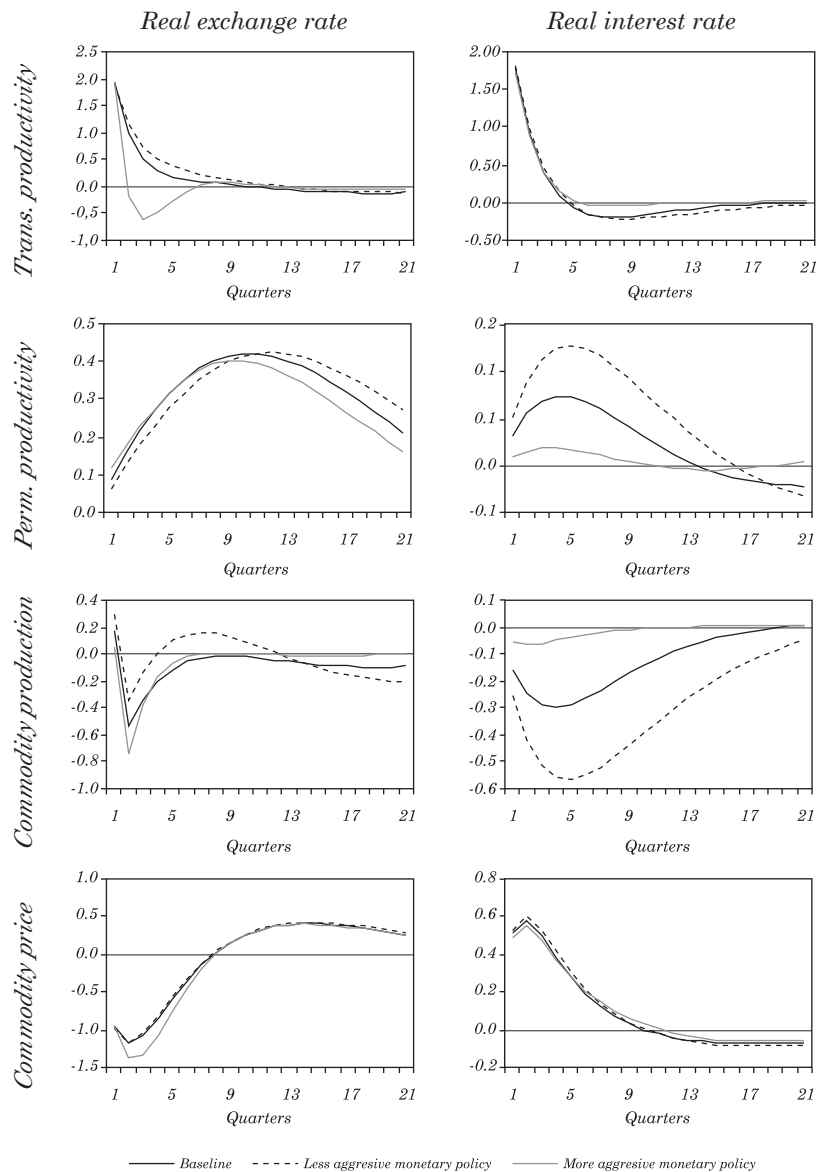 Real exchange rate
Real interest rate
Trans. productivity
2.5
2.0
1.5
1.0
0.5
0.0
-0.5
-1,0
1 5 9 13 17 21
Quarters
2.00
1.50
1.00
0.50
0.00
-0.50
1 5 9 13 17 21
Quarters
Perm. productivity
0.5
0.4
0.3
0.2
0.1
0.0
1 5 9 13 17 21
Quarters
0.2
0.1
0.1
0.0
-0.1
1 5 9 13 17 21
Quarters
Commodity production
0.4
0.2
0.0
-0.2
-0.4
-0.6
-0.8
-1.0
1 5 9 13 17 21
Quarters
0.1
0.0
-0.1
-0.2
-0.3
-0.4
-0.5
-0.6
1 5 9 13 17 21
Quarters
Commodity price
1.0
0.5
0.0
-1.0
-1.5
1 5 9 13 17 21
Quarters
0.8
0.6
0.4
0.2
0.0
-0.2
1 5 9 13 17 21
Quarters
Baseline Less aggresive monetary policy More aggresive monetary policy